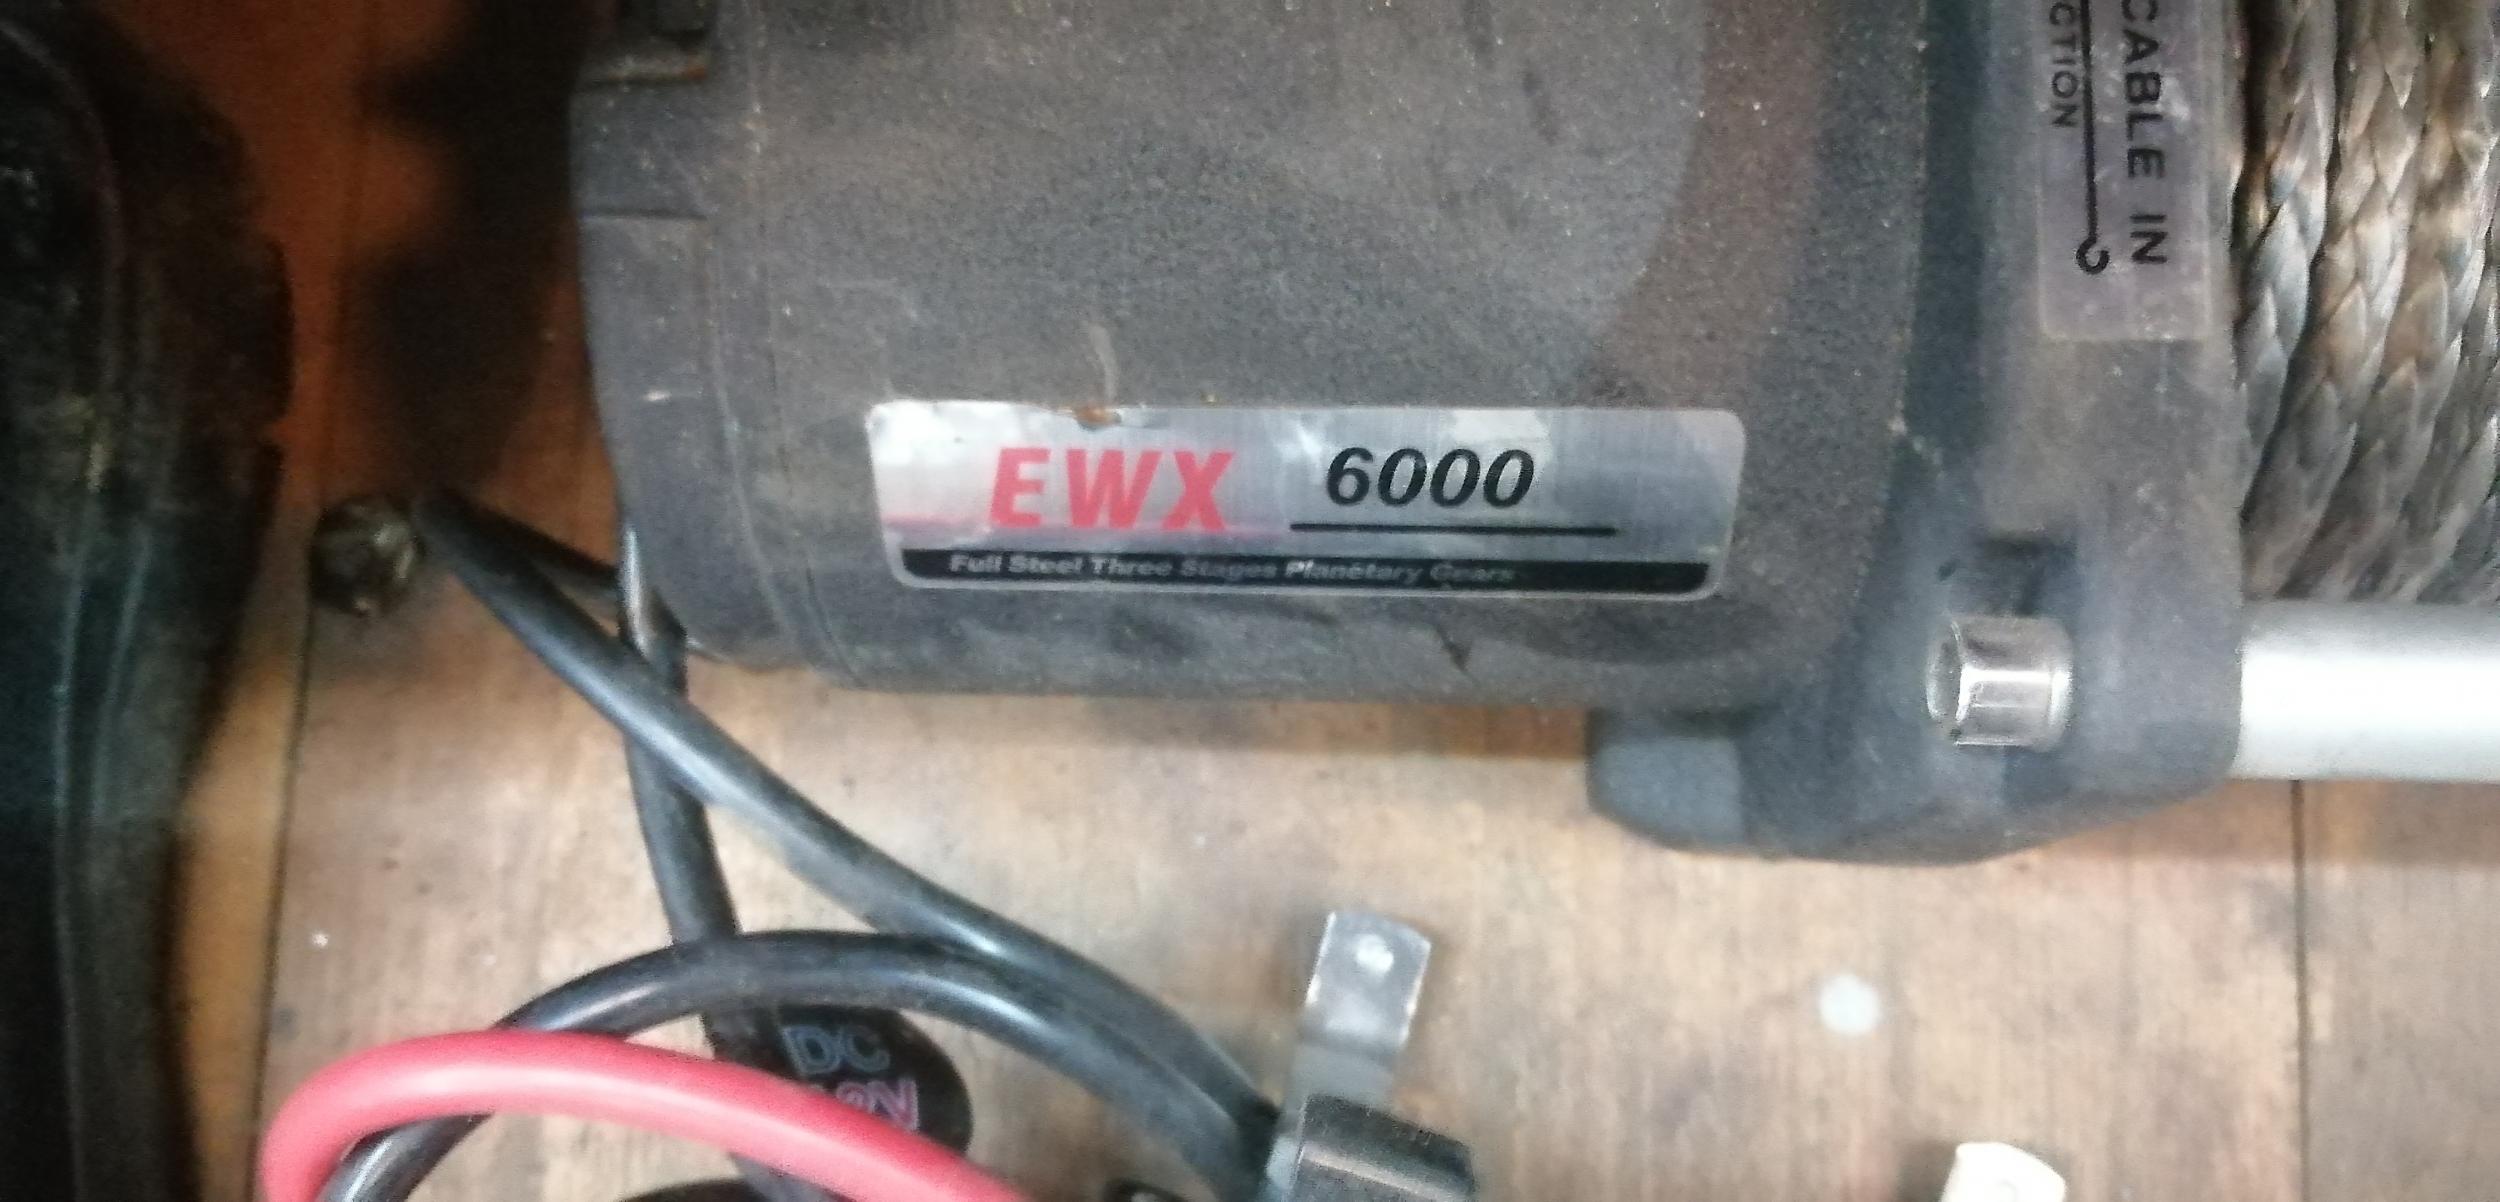 CABLE IN
CTION
EWX 6000
Full Steel Three Stages Planetary Gears
DC